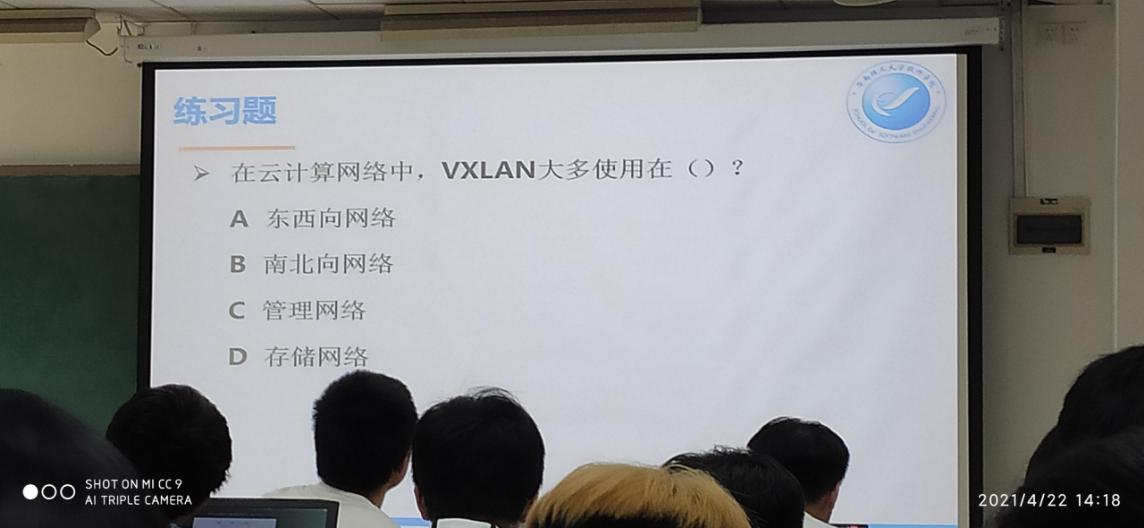 练习题
➢ 在云计算网络中，VXLAN大多使用在（）？
A 东西向网络
B 南北向网络
C 管理网络
D 存储网络
SHOT ON MI CC 9
AI TRIPLE CAMERA
2021/4/22 14:18